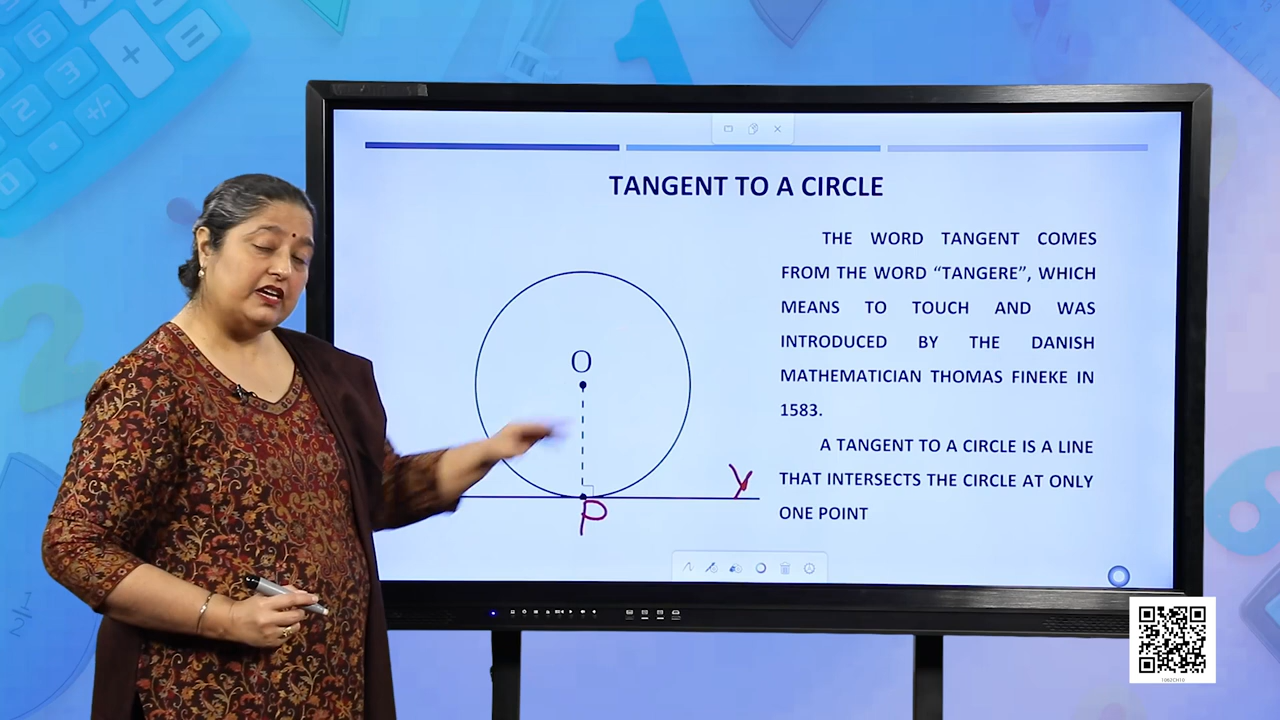 TANGENT TO A CIRCLE
THE WORD TANGENT COMES
FROM THE WORD “TANGERE”, WHICH
MEANS TO TOUCH AND WAS
INTRODUCED BY THE DANISH
MATHEMATICIAN THOMAS FINEKE IN
1583.
A TANGENT TO A CIRCLE IS A LINE
THAT INTERSECTS THE CIRCLE AT ONLY
ONE POINT
O
Y
P
1062CH10